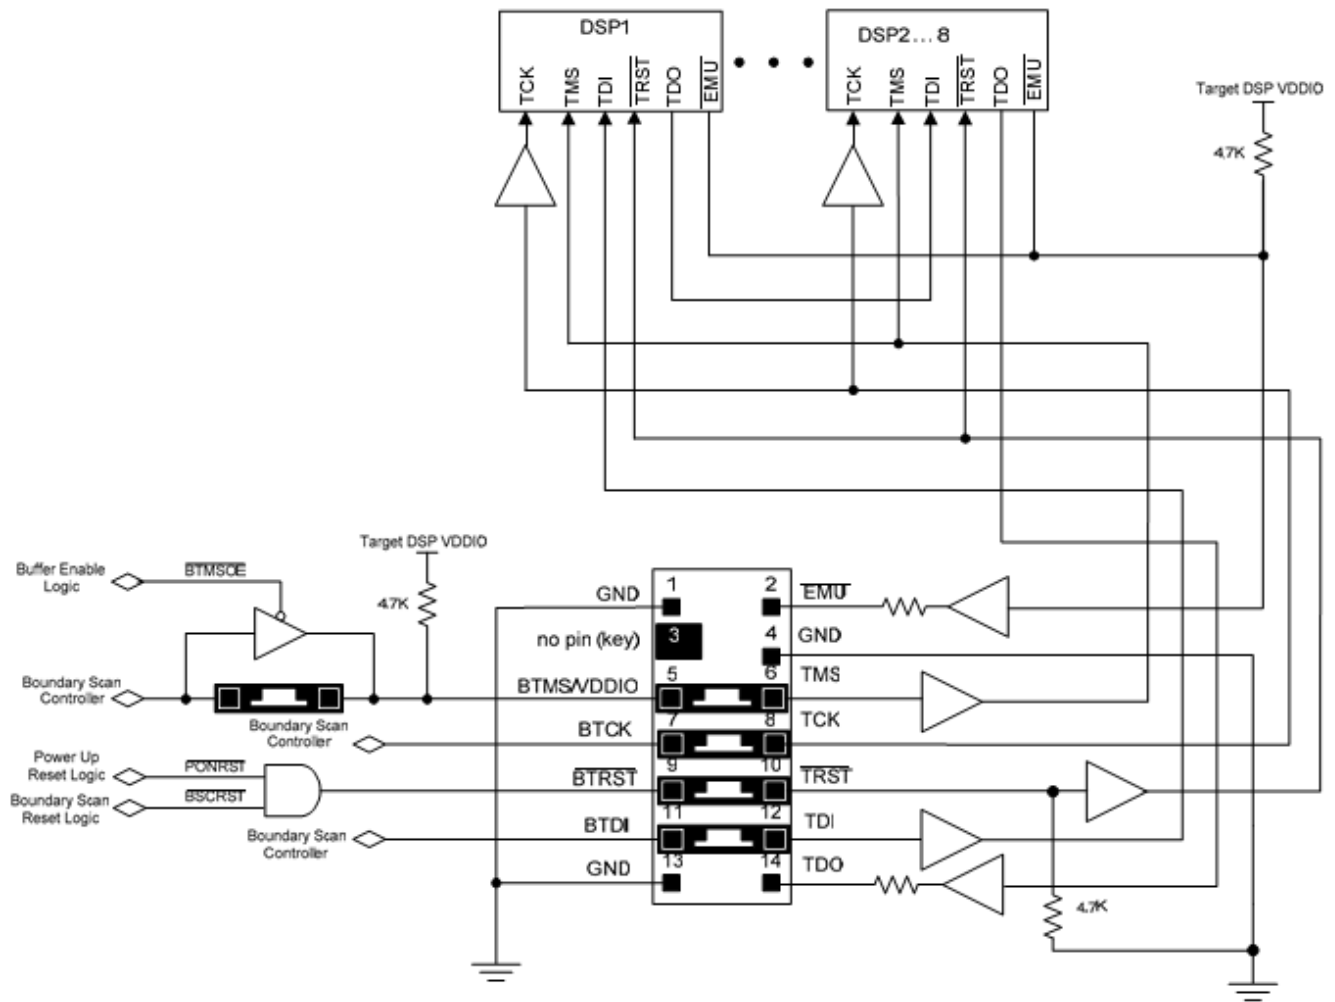 DSP1
TCK
TMS
TDI
TRST
TDO
EMU
DSP2...8
TCK
TMS
TDI
TRST
TDO
EMU
Target DSP VDDIO
4.7K
Target DSP VDDIO
4.7K
Buffer Enable
Logic
BTMSOE
Boundary Scan
Controller
Boundary Scan
Controller
Power Up
Reset Logic
PONRST
Boundary Scan
Reset Logic
BSCRST
Boundary Scan
Controller
GND
1
2
EMU
no pin (key)
3
4
GND
BTMS/VDDIO
5
6
TMS
BTCK
7
8
TCK
BTRST
9
10
TRST
BTDI
11
12
TDI
GND
13
14
TDO
4.7K